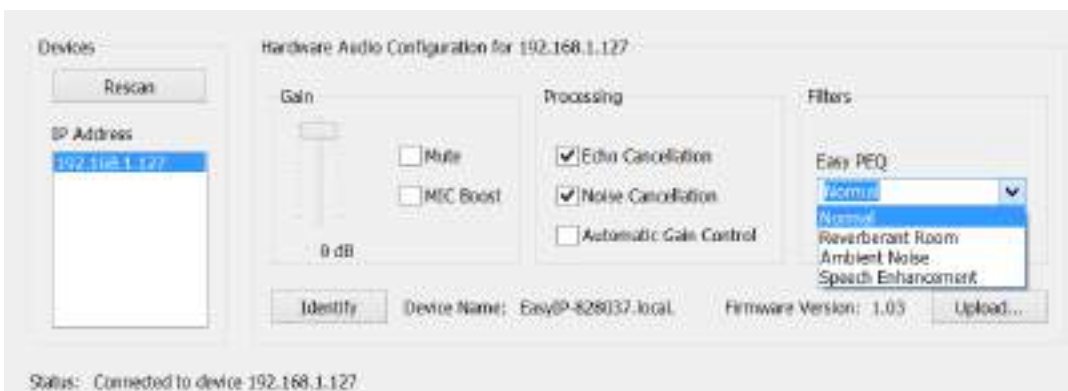 Devices
Rescan
IP Address
192.168.1.127
Hardware Audio Configuration for 192.168.1.127
Gain
Mute
MIC Boost
0 dB
Processing
Echo Cancellation
Noise Cancellation
Automatic Gain Control
Filters
Easy PEQ
Normal
Normal
Reverberant Room
Ambient Noise
Speech Enhancement
Identify
Device Name: EasyIP-828037.local.
Firmware Version: 1.03
Upload...
Status: Connected to device 192.168.1.127